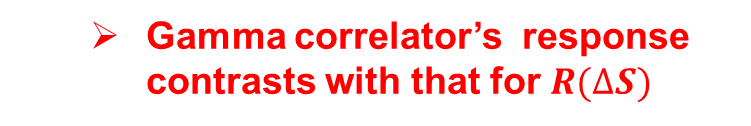 ➢ Gamma correlator’s response
contrasts with that for R(ΔS)